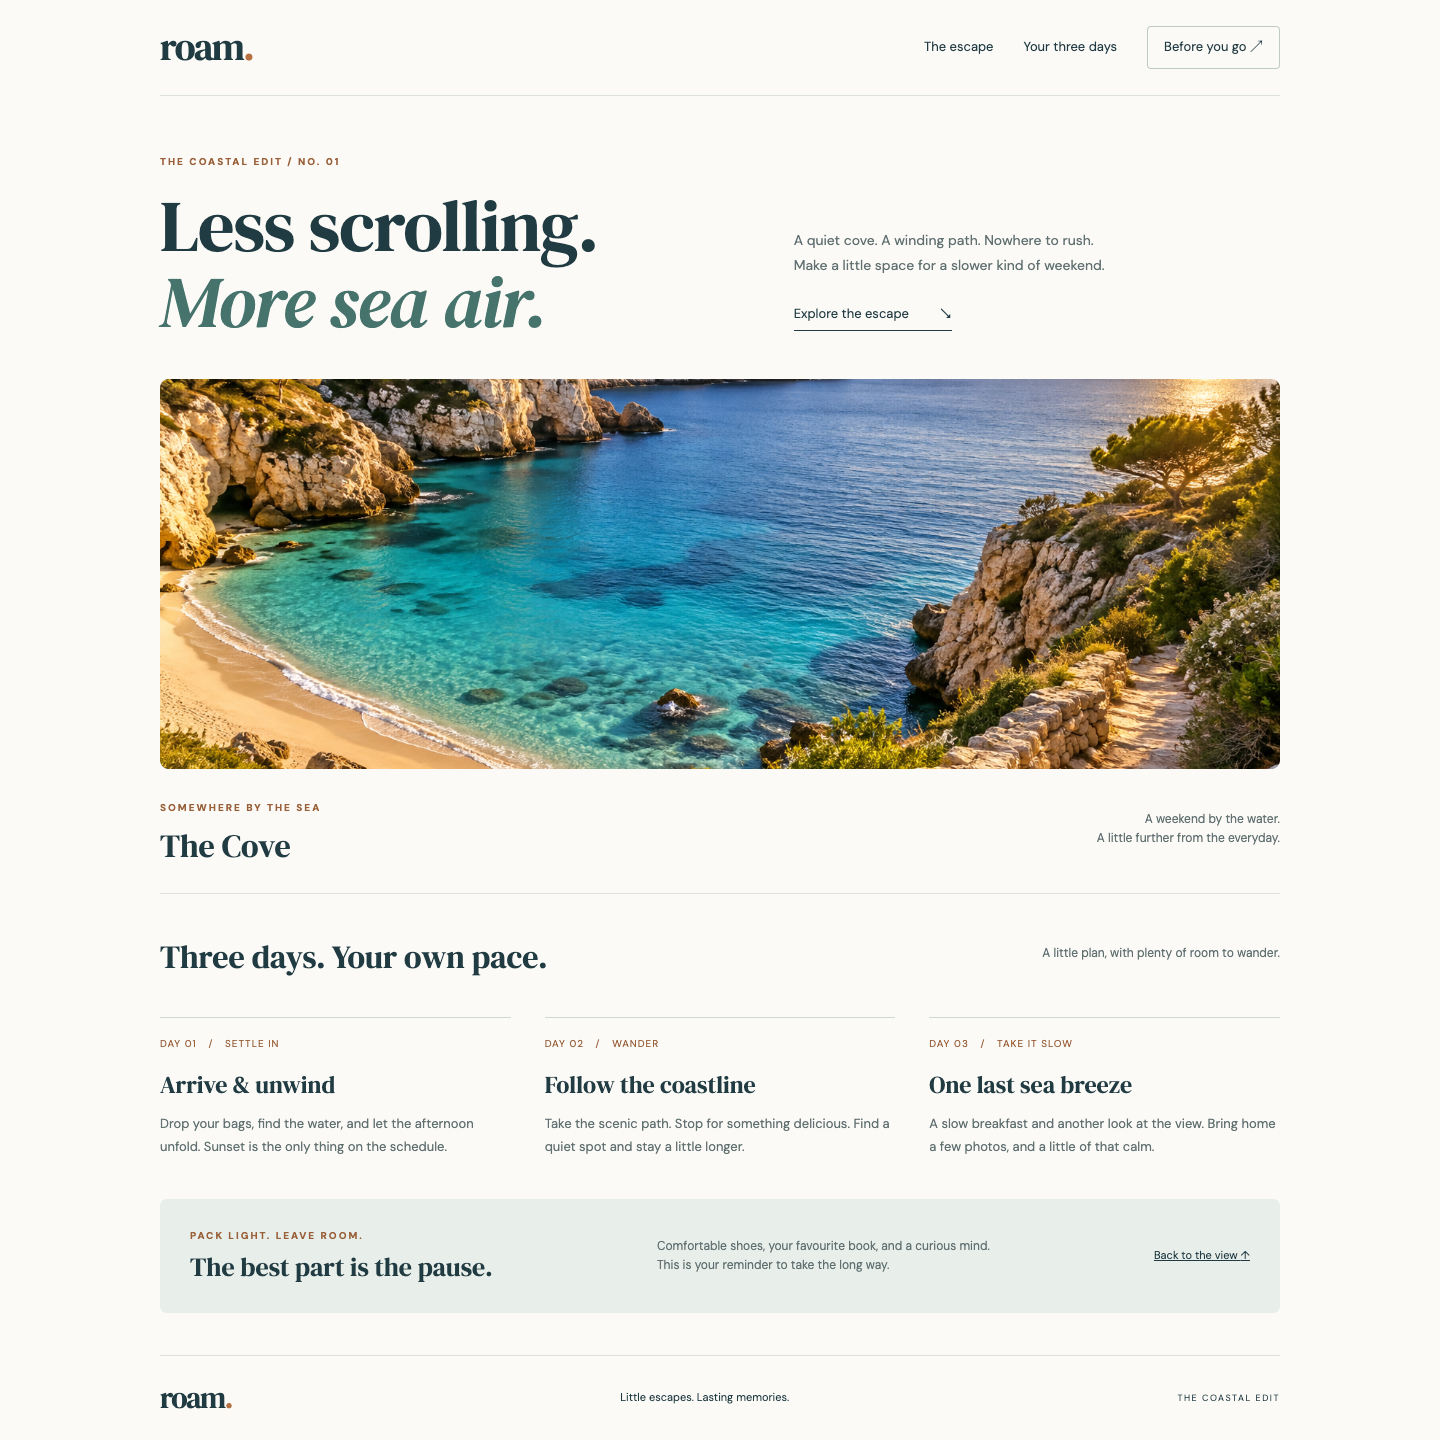 roam.
The escape
Your three days
Before you go ↗
THE COASTAL EDIT / NO. 01
Less scrolling.
More sea air.
A quiet cove. A winding path. Nowhere to rush.
Make a little space for a slower kind of weekend.
Explore the escape ↘
SOMEWHERE BY THE SEA
The Cove
A weekend by the water.
A little further from the everyday.
Three days. Your own pace.
A little plan, with plenty of room to wander.
DAY 01 / SETTLE IN
Arrive & unwind
Drop your bags, find the water, and let the afternoon
unfold. Sunset is the only thing on the schedule.
DAY 02 / WANDER
Follow the coastline
Take the scenic path. Stop for something delicious. Find a
quiet spot and stay a little longer.
DAY 03 / TAKE IT SLOW
One last sea breeze
A slow breakfast and another look at the view. Bring home
a few photos, and a little of that calm.
PACK LIGHT. LEAVE ROOM.
The best part is the pause.
Comfortable shoes, your favourite book, and a curious mind.
This is your reminder to take the long way.
Back to the view ↑
roam.
Little escapes. Lasting memories.
THE COASTAL EDIT